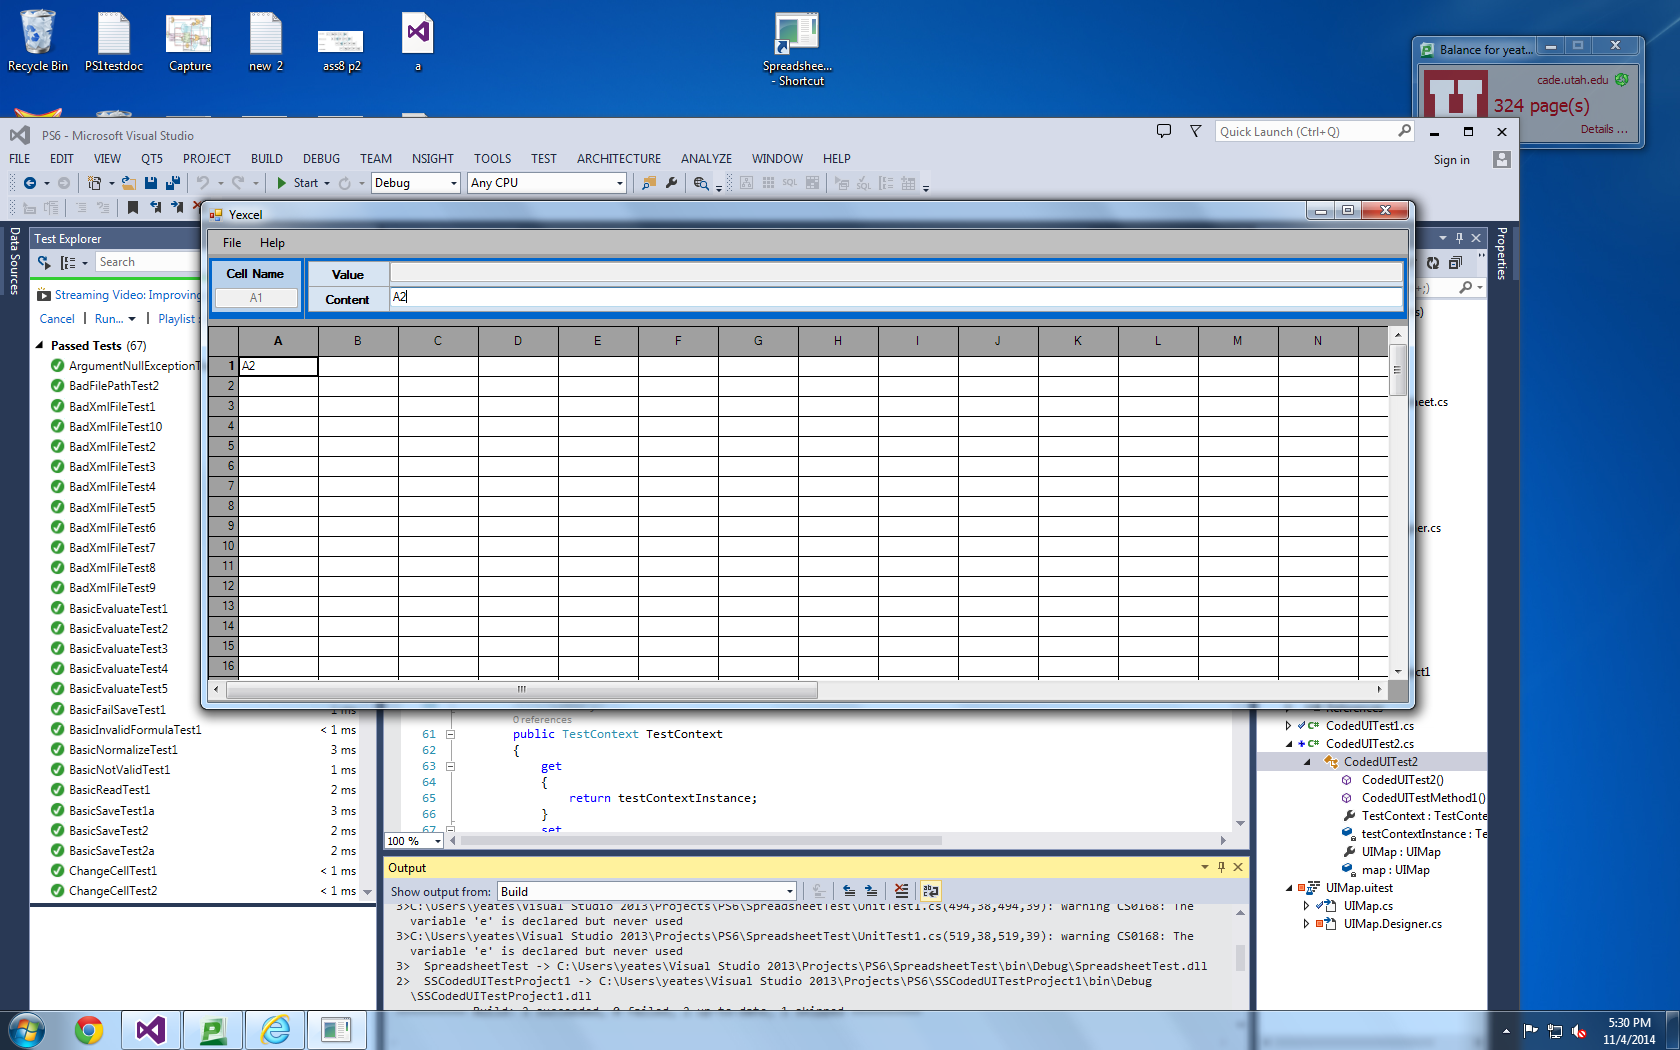 Recycle Bin
PS1testdoc
Capture
new 2
ass8 p2
a
Spreadshee...
- Shortcut
Balance for yeat...
cade.utah.edu
324 page(s)
Details ...
PS6 - Microsoft Visual Studio
Quick Launch (Ctrl+Q)
FILE EDIT VIEW QT5 PROJECT BUILD DEBUG TEAM NSIGHT TOOLS TEST ARCHITECTURE ANALYZE WINDOW HELP
Sign in
Start Debug Any CPU
SQL
Data Sources
Test Explorer
Search
Streaming Video: Improving
Cancel | Run... | Playlist :
Passed Tests (67)
ArgumentNullExceptionT
BadFilePathTest2
BadXmlFileTest1
BadXmlFileTest10
BadXmlFileTest2
BadXmlFileTest3
BadXmlFileTest4
BadXmlFileTest5
BadXmlFileTest6
BadXmlFileTest7
BadXmlFileTest8
BadXmlFileTest9
BasicEvaluateTest1
BasicEvaluateTest2
BasicEvaluateTest3
BasicEvaluateTest4
BasicEvaluateTest5
BasicFailSaveTest1 1 ms
BasicInvalidFormulaTest1 < 1 ms
BasicNormalizeTest1 3 ms
BasicNotValidTest1 1 ms
BasicReadTest1 2 ms
BasicSaveTest1a 3 ms
BasicSaveTest2 2 ms
BasicSaveTest2a 2 ms
ChangeCellTest1 < 1 ms
ChangeCellTest2 < 1 ms
Yexcel
File Help
Cell Name
A1
Value
Content A2
A B C D E F G H I J K L M N
1 A2
2
3
4
5
6
7
8
9
10
11
12
13
14
15
16
0 references
61 public TestContext TestContext
62 {
63 get
64 {
65 return testContextInstance;
66 }
67 set
100 %
Output
Show output from: Build
3>C:\Users\yeates\Visual Studio 2013\Projects\PS6\SpreadsheetTest\UnitTest1.cs(494,38,494,39): warning CS0168: The
variable 'e' is declared but never used
3>C:\Users\yeates\Visual Studio 2013\Projects\PS6\SpreadsheetTest\UnitTest1.cs(519,38,519,39): warning CS0168: The
variable 'e' is declared but never used
3> SpreadsheetTest -> C:\Users\yeates\Visual Studio 2013\Projects\PS6\SpreadsheetTest\bin\Debug\SpreadsheetTest.dll
2> SSCodedUITestProject1 -> C:\Users\yeates\Visual Studio 2013\Projects\PS6\SSCodedUITestProject1\bin\Debug
\SSCodedUITestProject1.dll
Build: 2 succeeded, 0 failed, 2 up-to-date, 1 skipped
Properties
+;)
s)
eet.cs
er.cs
ct1
References
CodedUITest1.cs
CodedUITest2.cs
CodedUITest2
CodedUITest2()
CodedUITestMethod1()
TestContext : TestConte
testContextInstance : Te
UIMap : UIMap
map : UIMap
UIMap.uitest
UIMap.cs
UIMap.Designer.cs
5:30 PM
11/4/2014